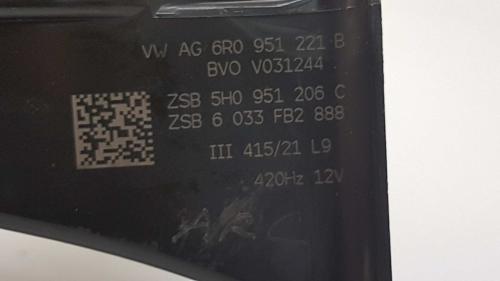 VW AG 6R0 951 221 B
BVO V031244
ZSB 5H0 951 206 C
ZSB 6 033 FB2 888
III 415/21 L9
420Hz 12V